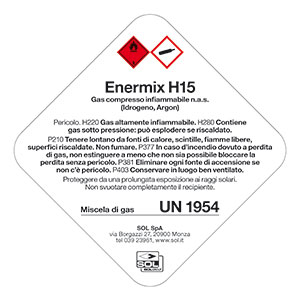 Enermix H15
Gas compresso infiammabile n.a.s.
(Idrogeno, Argon)
Pericolo. H220 Gas altamente infiammabile. H280 Contiene
gas sotto pressione: può esplodere se riscaldato.
P210 Tenere lontano da fonti di calore, scintille, fiamme libere,
superfici riscaldate. Non fumare. P377 In caso d'incendio dovuto a perdita
di gas, non estinguere a meno che non sia possibile bloccare la
perdita senza pericolo. P381 Eliminare ogni fonte di accensione se
non c'è pericolo. P403 Conservare in luogo ben ventilato.
Proteggere da una prolungata esposizione ai raggi solari.
Non svuotare completamente il recipiente.
Miscela di gas UN 1954
SOL SpA
via Borgazzi 27, 20900 Monza
tel 039 23961, www.sol.it
SOL